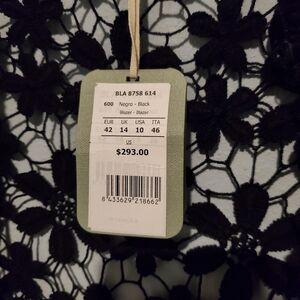 BLA 8758 614
600 Negro - Black
Blazer - Blazer
EUR UK USA ITA
42 14 10 46
US
$293.00
8 433629 218662